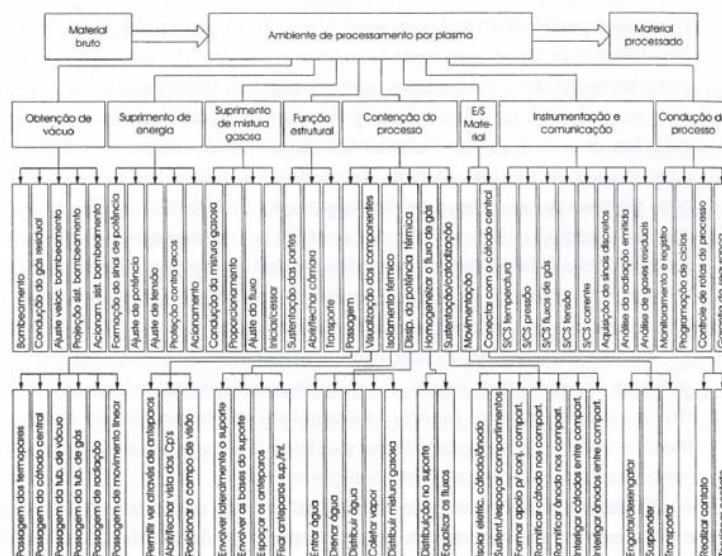 Material
bruto
Ambiente de processamento por plasma
Material
processado
Obtenção de
vácuo
Suprimento de
energia
Suprimento
de mistura
gasosa
Função
estrutural
Contenção do
processo
E/S
Mate-
rial
Instrumentação e
comunicação
Condução do
processo
Bombeamento
Condução do gás residual
Ajuste veloc. bombeamento
Projeção sist. bombeamento
Acionam. sist. bombeamento
Formação do sinal de potência
Ajuste de potência
Ajuste de tensão
Proteção contra arcos
Acionamento
Condução da mistura gasosa
Proporcionamento
Ajuste do fluxo
Iniciar/cessar
Sustentação das partes
Abrir/fechar câmara
Transporte
Passagem
Visualização dos componentes
Isolamento térmico
Dissip. da potência térmica
Homogeneizar o fluxo de gás
Sustentação/catodização
Movimentação
Conectar com o cátodo central
S/CS temperatura
S/CS pressão
S/CS fluxos de gás
S/CS tensão
S/CS corrente
Aquisição de sinais discretos
Análise da radiação emitida
Análise de gases residuais
Monitoramento e registro
Programação de ciclos
Controle de rotas de processo
Passagem dos termopares
Passagem do cátodo central
Passagem da tub. de vácuo
Passagem da tub. de gás
Passagem de radiação
Passagem de movimento linear
Permitir ver através de anteparos
Abrir/fechar vista dos Cp's
Posicionar o campo de visão
Envolver lateralmente o suporte
Envolver as bases do suporte
Espaçar os anteparos
Fixar anteparos sup./inf.
Entrar água
Drenar água
Distribuir água
Coletar vapor
Distribuir mistura gasosa
Distribuição no suporte
Equalizar os fluxos
Isolar eletric. cátodo/ânodo
Sustent./espaçar compartimentos
Formar apoio p/ conj. compart.
Ramificar cátodo nos compart.
Ramificar ânodo nos compart.
Interligar cátodos entre compart.
Interligar ânodos entre compart.
Engatar/desengatar
Suspender
Transportar
Realizar contato